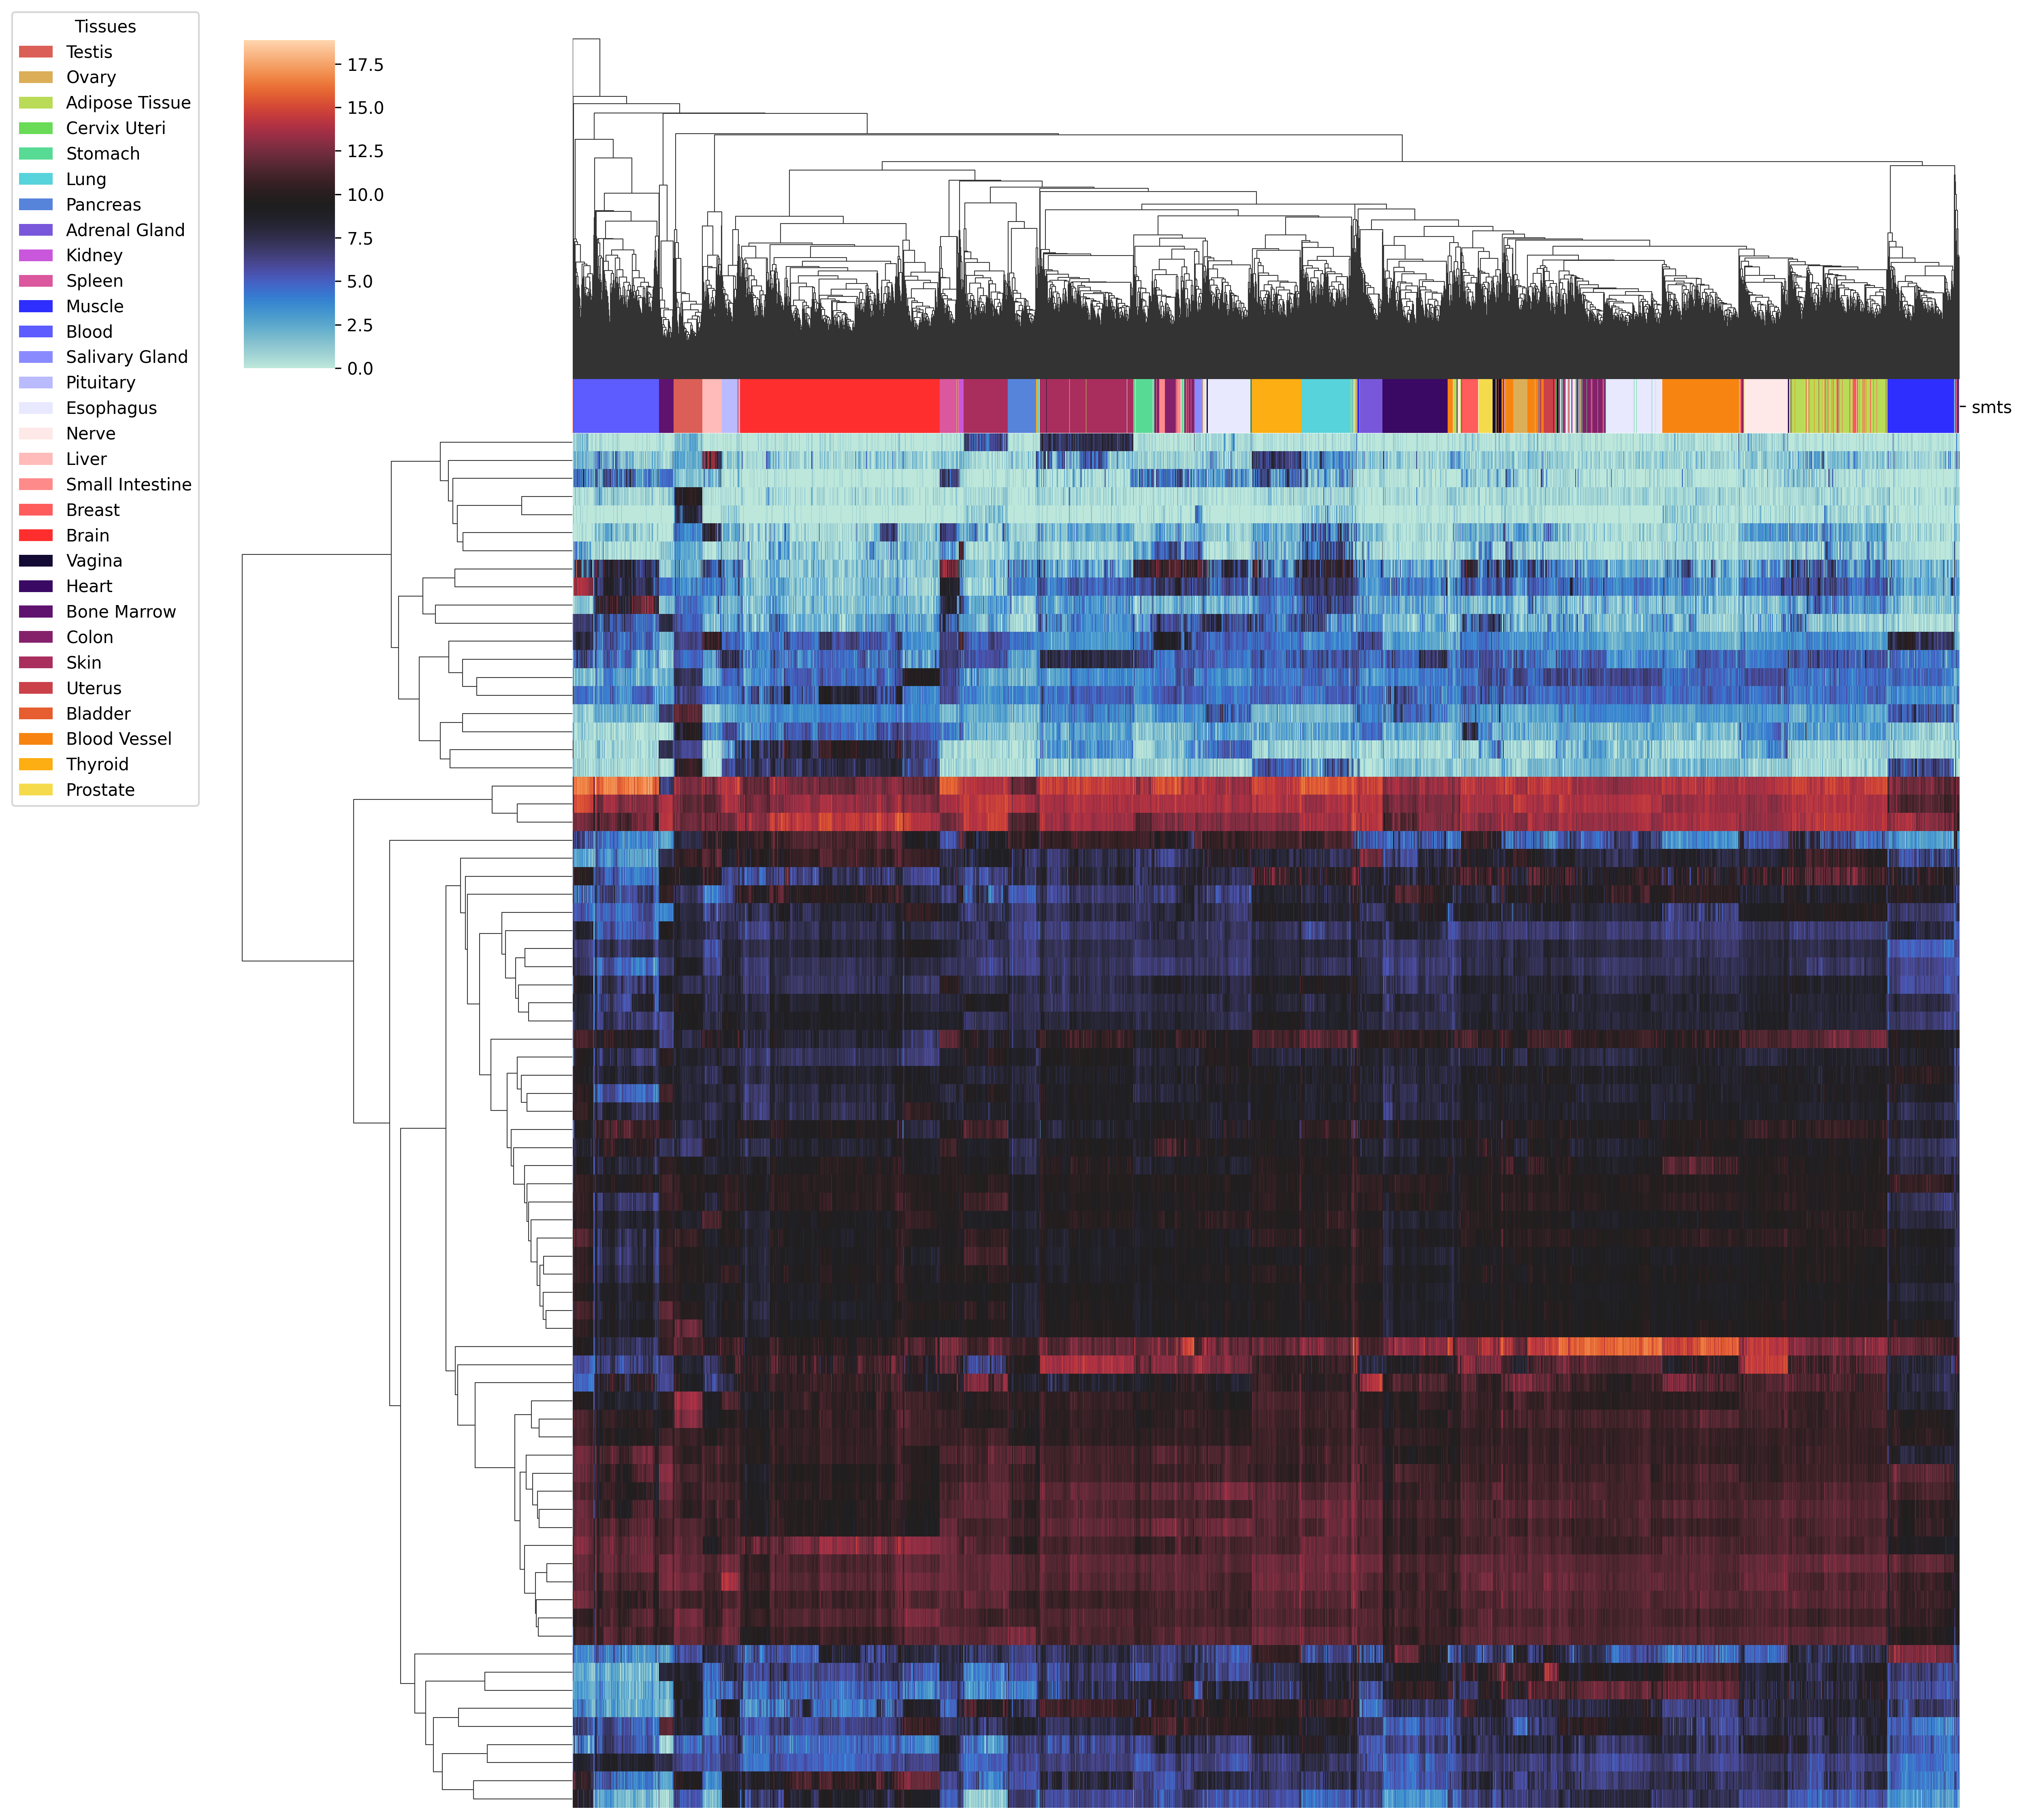 Tissues
Testis
Ovary
Adipose Tissue
Cervix Uteri
Stomach
Lung
Pancreas
Adrenal Gland
Kidney
Spleen
Muscle
Blood
Salivary Gland
Pituitary
Esophagus
Nerve
Liver
Small Intestine
Breast
Brain
Vagina
Heart
Bone Marrow
Colon
Skin
Uterus
Bladder
Blood Vessel
Thyroid
Prostate
17.5
15.0
12.5
10.0
7.5
5.0
2.5
0.0
smts